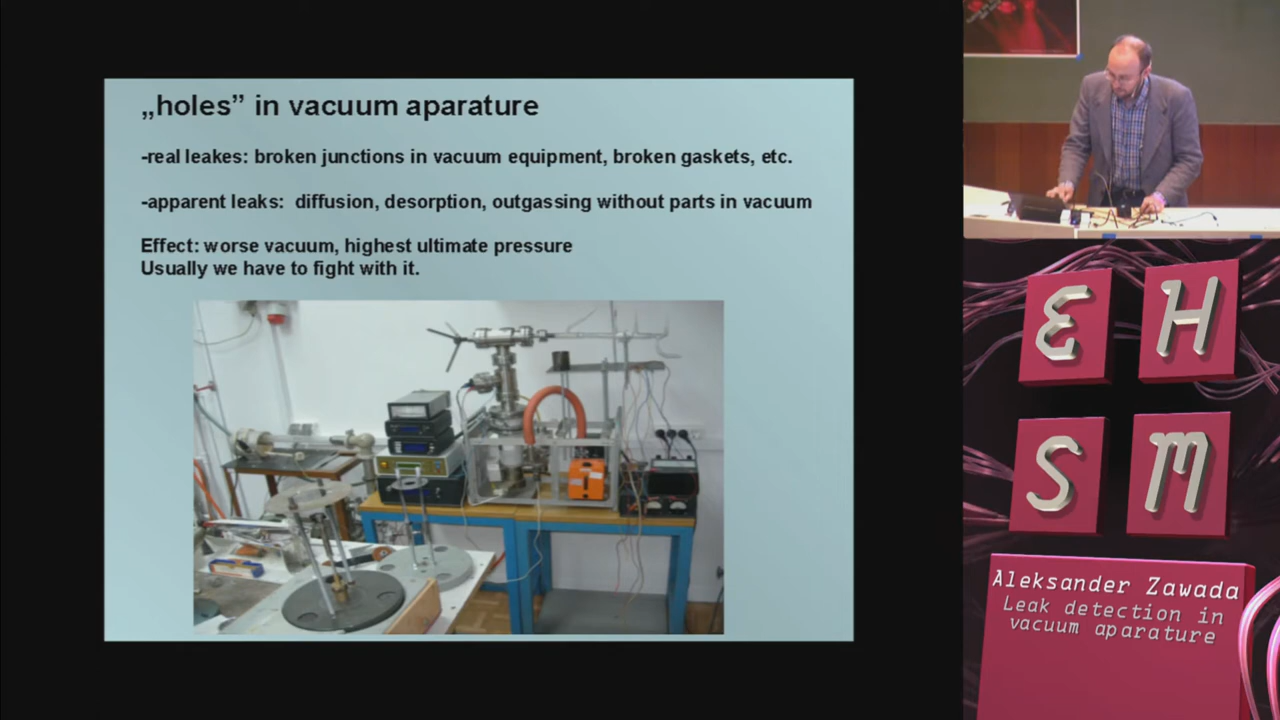 „holes” in vacuum aparature
-real leakes: broken junctions in vacuum equipment, broken gaskets, etc.
-apparent leaks: diffusion, desorption, outgassing without parts in vacuum
Effect: worse vacuum, highest ultimate pressure
Usually we have to fight with it.
EH
SM
Aleksander Zawada
Leak detection in
vacuum aparature